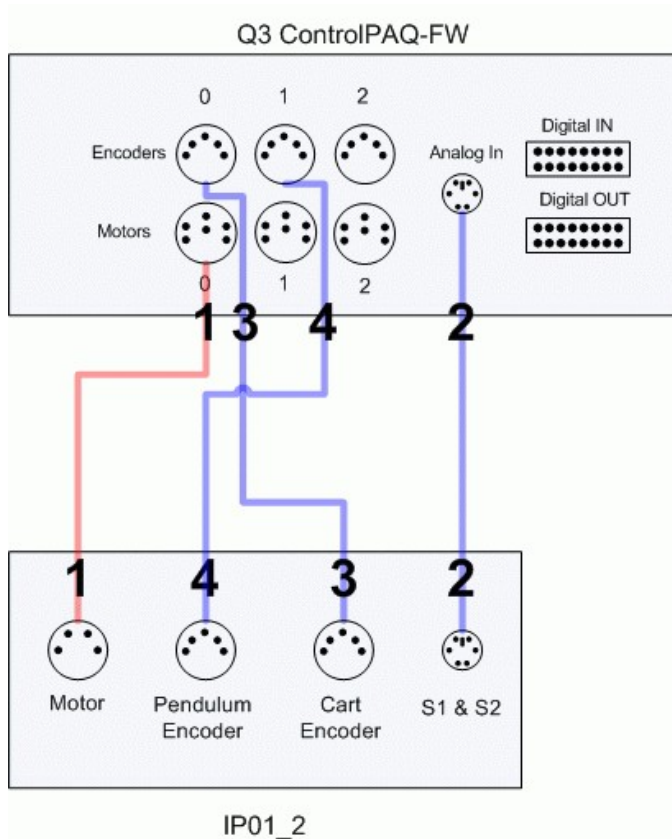 Q3 ControlPAQ-FW
0 1 2
Digital IN
Encoders
Analog In
Digital OUT
Motors
0 1 2
1 3 4 2
1 4 3 2
Motor
Pendulum Encoder
Cart Encoder
S1 & S2
IP01_2